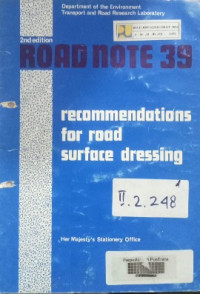 Department of the Environment
Transport and Road Research Laboratory
2nd edition
ROAD NOTE 39
recommendations
for road
surface dressing
II.2.248
Her Majesty's Stationery Office